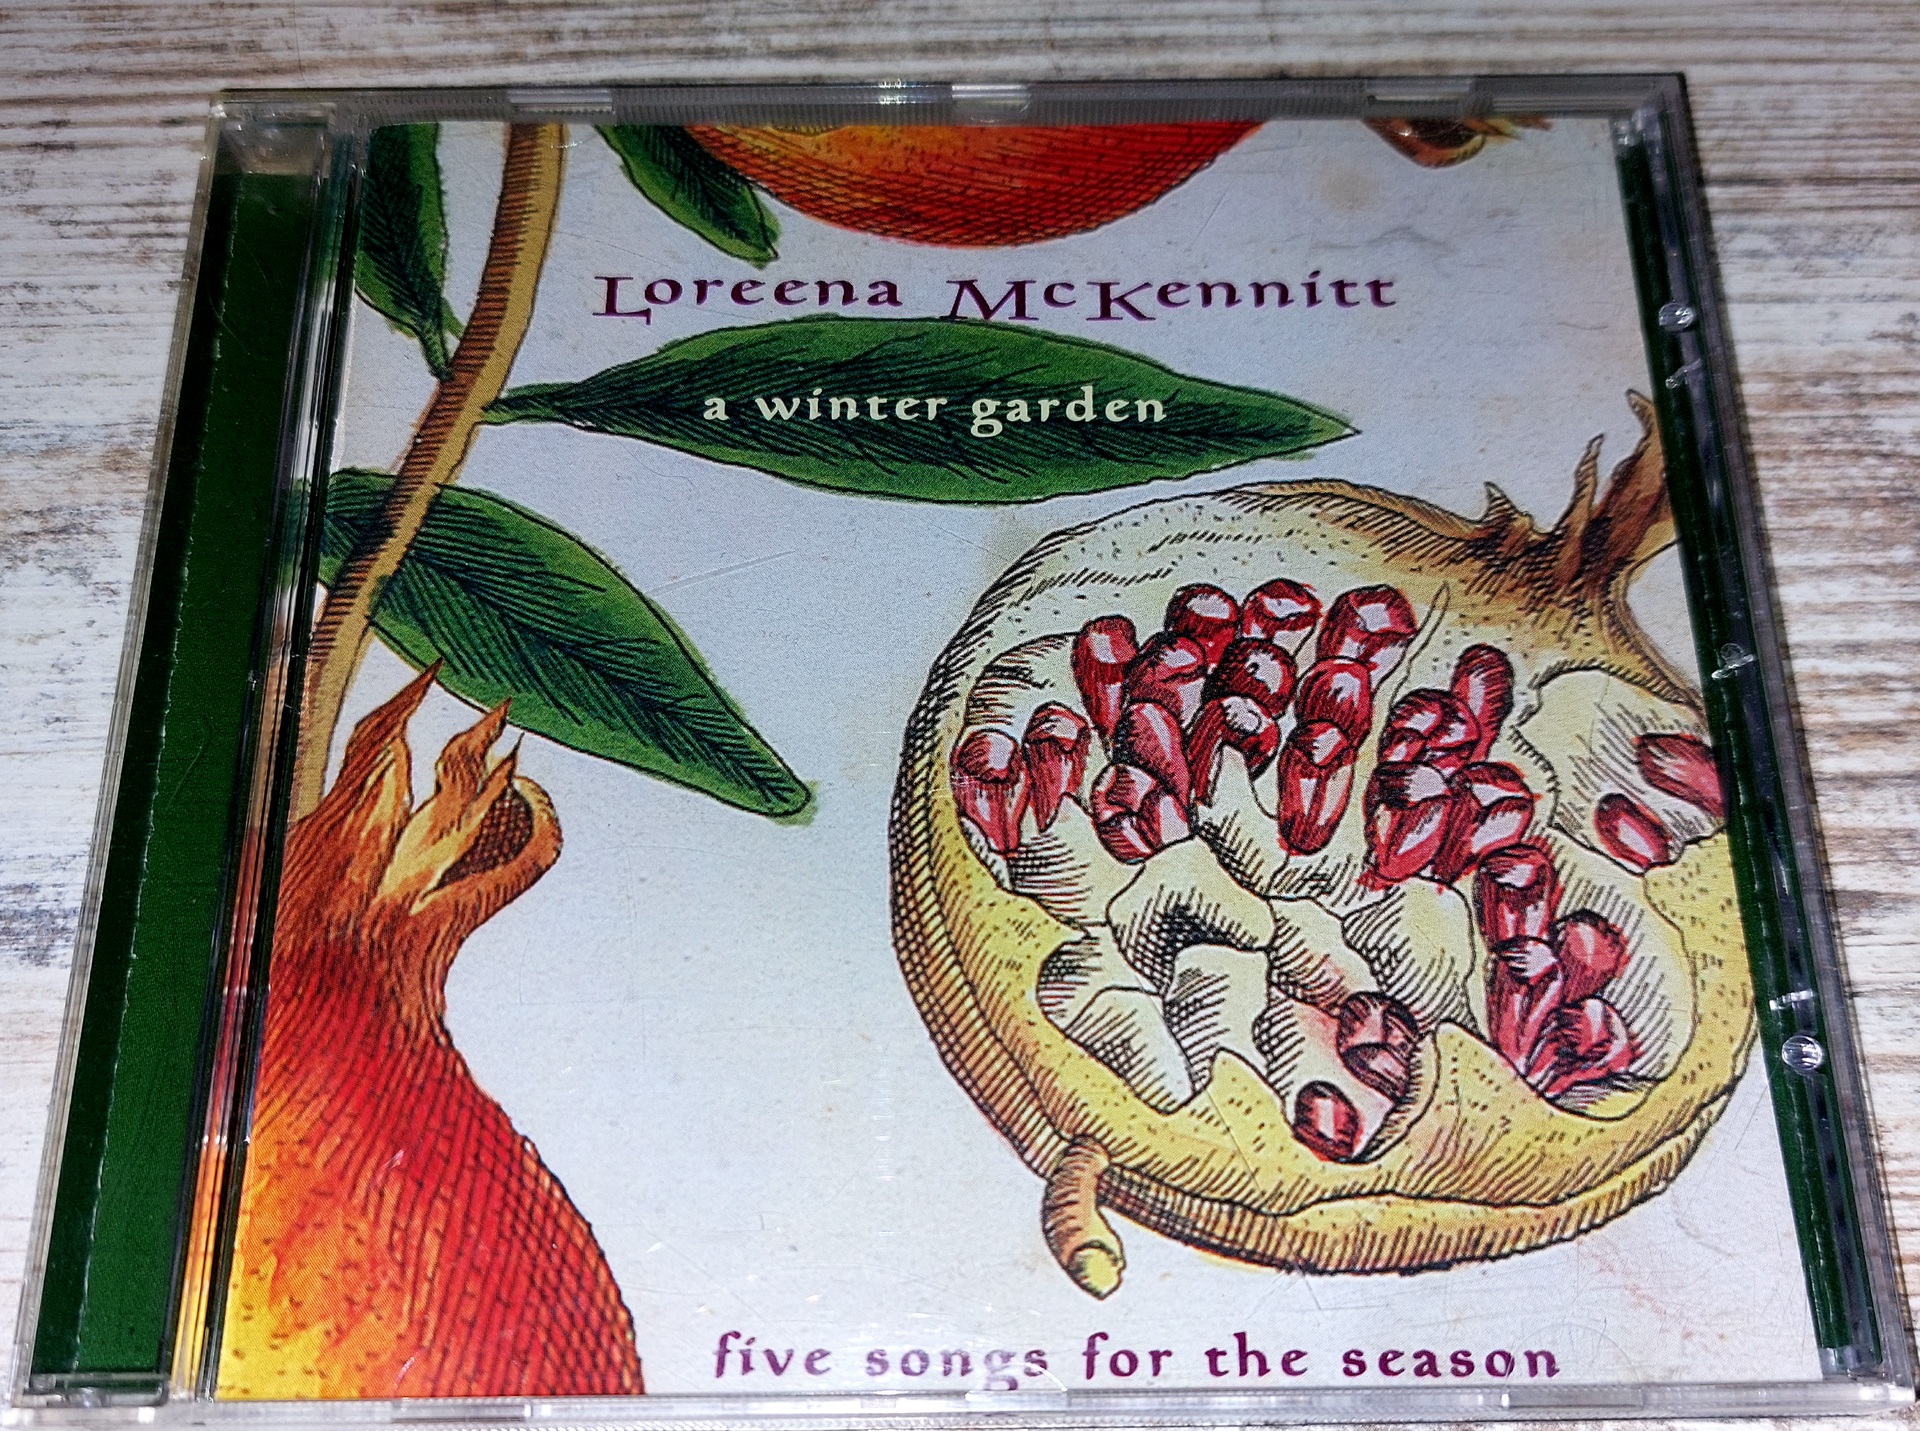 Loreena McKennitt
a winter garden
five songs for the season